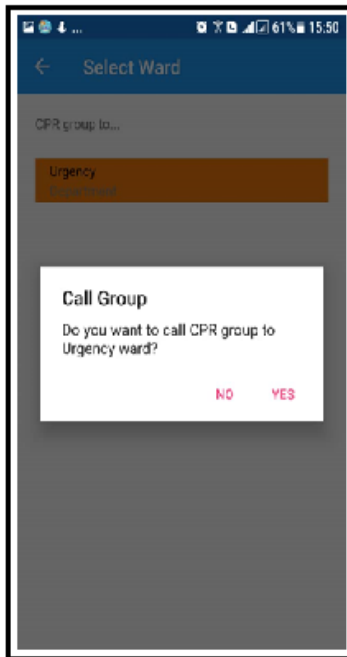 ... 61% 15:50
Select Ward
CPR group to...
Urgency
Department
Call Group
Do you want to call CPR group to
Urgency ward?
NO YES